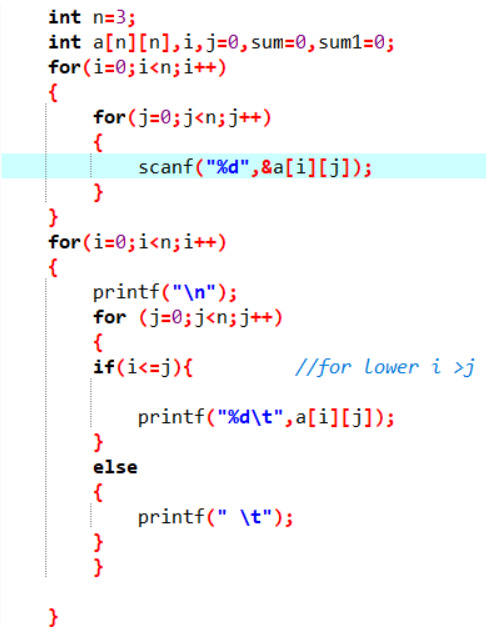 int n=3;
int a[n][n],i,j=0,sum=0,sum1=0;
for(i=0;i<n;i++)
{
for(j=0;j<n;j++)
{
scanf("%d",&a[i][j]);
}
}
for(i=0;i<n;i++)
{
printf("\n");
for (j=0;j<n;j++)
{
if(i<=j){ //for lower i >j
printf("%d\t",a[i][j]);
}
else
{
printf(" \t");
}
}
}